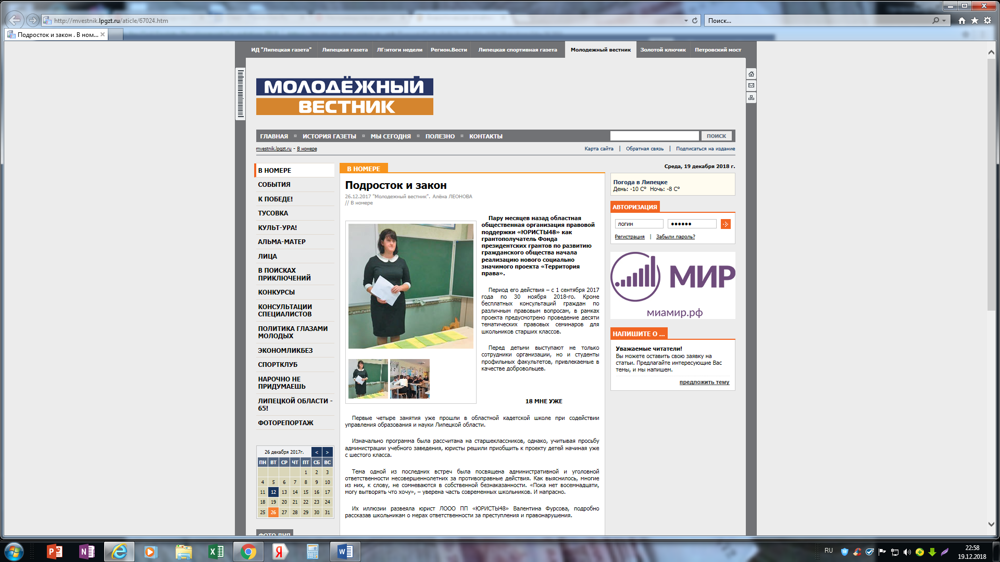 http://mvestnik.lpgzt.ru/aticle/67024.htm
Поиск...
Подросток и закон . В ном...
ИД "Липецкая газета"
Липецкая газета
ЛГ:итоги недели
Регион.Вести
Липецкая спортивная газета
Молодежный вестник
Золотой ключик
Петровский мост
МОЛОДЁЖНЫЙ
ВЕСТНИК
ГЛАВНАЯ
ИСТОРИЯ ГАЗЕТЫ
МЫ СЕГОДНЯ
ПОЛЕЗНО
КОНТАКТЫ
ПОИСК
mvestnik.lpgzt.ru - В номере
Карта сайта | Обратная связь | Подписаться на издание
В НОМЕРЕ
СОБЫТИЯ
К ПОБЕДЕ!
ТУСОВКА
КУЛЬТ-УРА!
АЛЬМА-МАТЕР
ЛИЦА
В ПОИСКАХ
ПРИКЛЮЧЕНИЙ
КОНКУРСЫ
КОНСУЛЬТАЦИИ
СПЕЦИАЛИСТОВ
ПОЛИТИКА ГЛАЗАМИ
МОЛОДЫХ
ЭКОНОМЛИКБЕЗ
СПОРТКЛУБ
НАРОЧНО НЕ
ПРИДУМАЕШЬ
ЛИПЕЦКОЙ ОБЛАСТИ -
65!
ФОТОРЕПОРТАЖ
26 декабря 2017г. < >
ПН ВТ СР ЧТ ПТ СБ ВС
1 2 3
4 5 6 7 8 9 10
11 12 13 14 15 16 17
18 19 20 21 22 23 24
25 26 27 28 29 30 31
ФОТО ДНЯ
В НОМЕРЕ
Подросток и закон
26.12.2017 "Молодежный вестник". Алёна ЛЕОНОВА
// В номере
Пару месяцев назад областная
общественная организация правовой
поддержки «ЮРИСТЫ48» как
грантополучатель Фонда
президентских грантов по развитию
гражданского общества начала
реализацию нового социально
значимого проекта «Территория
права».
Период его действия – с 1 сентября 2017
года по 30 ноября 2018-го. Кроме
бесплатных консультаций граждан по
различным правовым вопросам, в рамках
проекта предусмотрено проведение десяти
тематических правовых семинаров для
школьников старших классов.
Перед детьми выступают не только
сотрудники организации, но и студенты
профильных факультетов, привлекаемые в
качестве добровольцев.
18 МНЕ УЖЕ
Первые четыре занятия уже прошли в областной кадетской школе при содействии
управления образования и науки Липецкой области.
Изначально программа была рассчитана на старшеклассников, однако, учитывая просьбу
администрации учебного заведения, юристы решили приобщить к проекту детей начиная уже
с шестого класса.
Тема одной из последних встреч была посвящена административной и уголовной
ответственности несовершеннолетних за противоправные действия. Как выяснилось, многие
из них, к слову, не сомневаются в собственной безнаказанности. «Пока нет восемнадцати,
могу вытворять что хочу», – уверена часть современных школьников. И напрасно.
Их иллюзии развеяла юрист ЛООО ПП «ЮРИСТЫ48» Валентина Фурсова, подробно
рассказав школьникам о мерах ответственности за преступления и правонарушения.
Среда, 19 декабря 2018 г.
Погода в Липецке
День: -10 C° Ночь: -8 C°
АВТОРИЗАЦИЯ
логин ••••••
Регистрация | Забыли пароль?
МИР
миамир.рф
НАПИШИТЕ О ...
Уважаемые читатели!
Вы можете оставить свою заявку на
статьи. Предлагайте интересующие Вас
темы, и мы напишем.
предложить тему
RU
22:58
19.12.2018